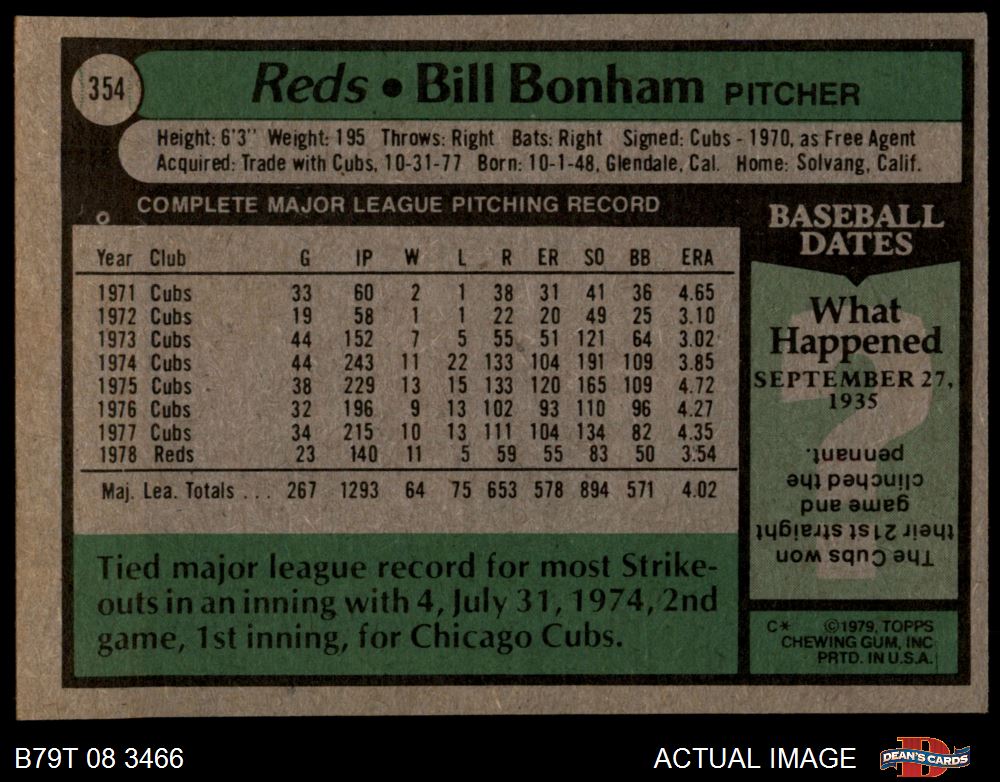 354
Reds • Bill Bonham PITCHER
Height: 6'3" Weight: 195 Throws: Right Bats: Right Signed: Cubs - 1970, as Free Agent
Acquired: Trade with Cubs, 10-31-77 Born: 10-1-48, Glendale, Cal. Home: Solvang, Calif.
COMPLETE MAJOR LEAGUE PITCHING RECORD
Year Club G IP W L R ER SO BB ERA
1971 Cubs 33 60 2 1 38 31 41 36 4.65
1972 Cubs 19 58 1 1 22 20 49 25 3.10
1973 Cubs 44 152 7 5 55 51 121 64 3.02
1974 Cubs 44 243 11 22 133 104 191 109 3.85
1975 Cubs 38 229 13 15 133 120 165 109 4.72
1976 Cubs 32 196 9 13 102 93 110 96 4.27
1977 Cubs 34 215 10 13 111 104 134 82 4.35
1978 Reds 23 140 11 5 59 55 83 50 3.54
Maj. Lea. Totals ... 267 1293 64 75 653 578 894 571 4.02
Tied major league record for most Strike-
outs in an inning with 4, July 31, 1974, 2nd
game, 1st inning, for Chicago Cubs.
BASEBALL
DATES
What
Happened
SEPTEMBER 27,
1935
The Cubs won
their 21st straight
game and
clinched the
pennant.
C* ©1979, TOPPS
CHEWING GUM, INC
PRTD. IN U.S.A.
B79T 08 3466
ACTUAL IMAGE
DEAN'S CARDS